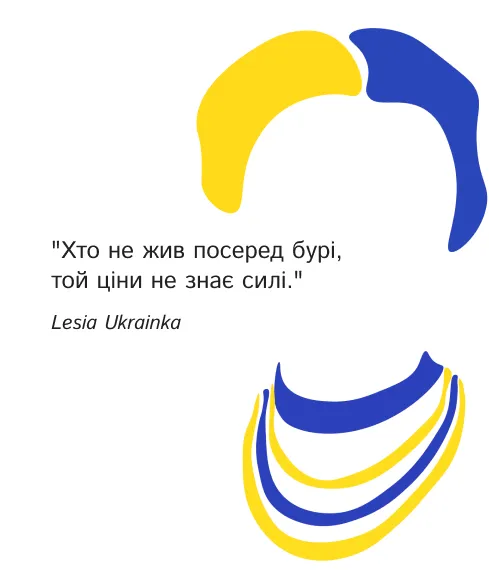 "Хто не жив посеред бурі,
той ціни не знає силі."
Lesia Ukrainka